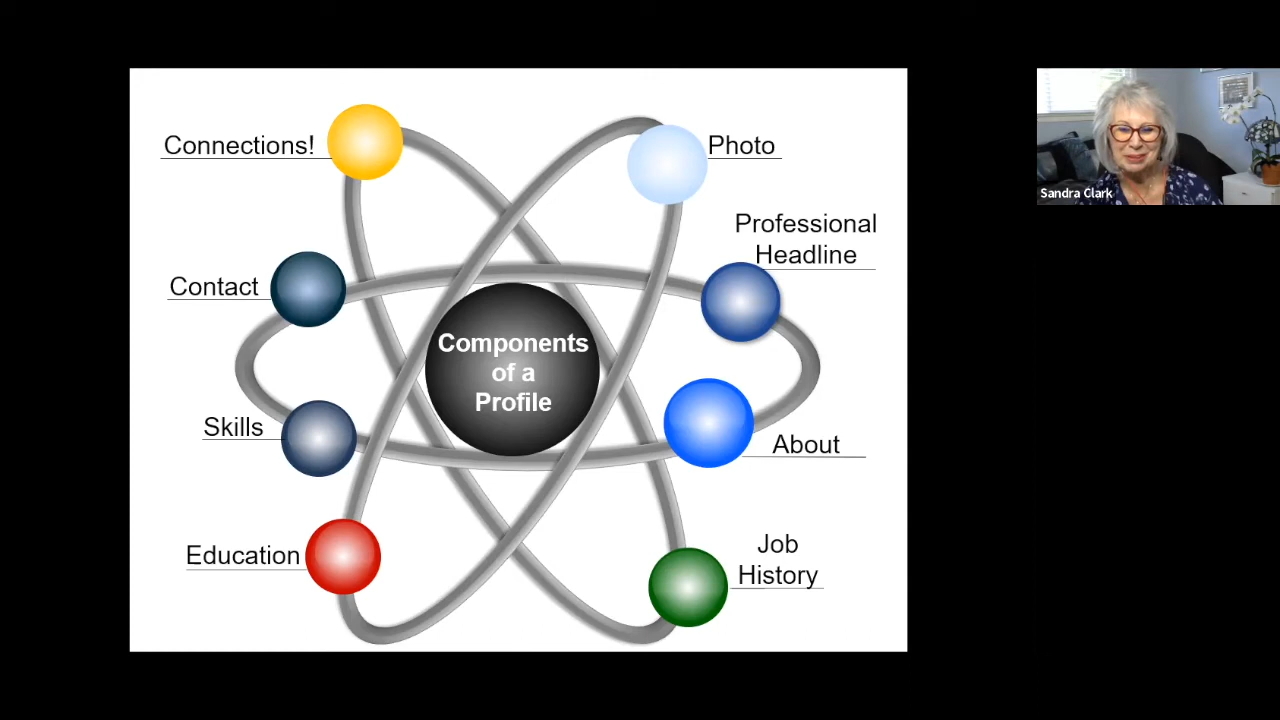 Connections!
Photo
Professional
Headline
Contact
Components
of a
Profile
Skills
About
Education
Job
History
Sandra Clark